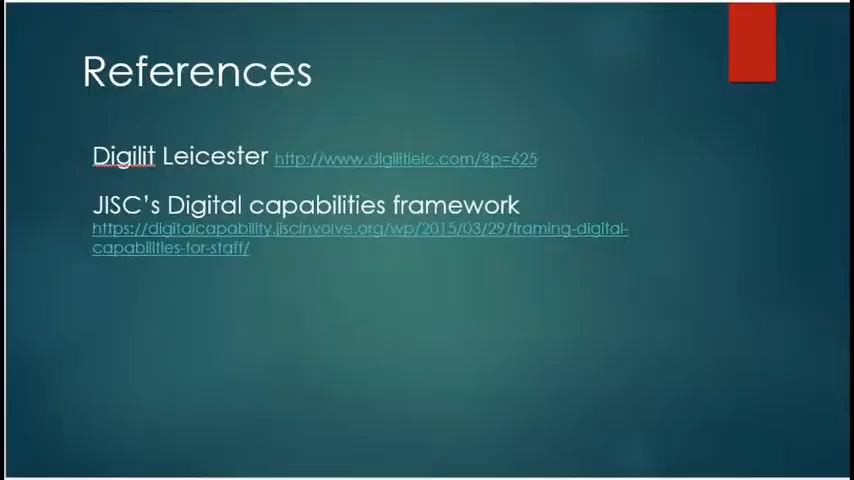 References
Digilit Leicester http://www.digilitleic.com/?p=625
JISC’s Digital capabilities framework
https://digitalcapability.jiscinvolve.org/wp/2015/03/29/framing-digital-
capabilities-for-staff/